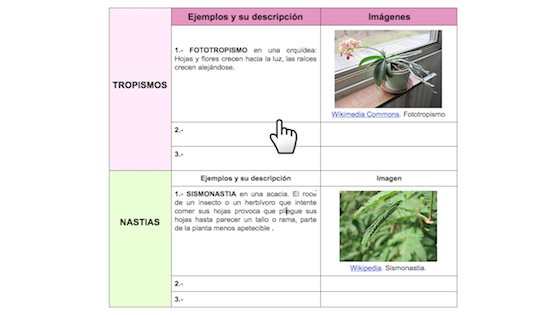 Ejemplos y su descripción
Imágenes
TROPISMOS
1.- FOTOTROPISMO en una orquídea:
Hojas y flores crecen hacia la luz, las raíces
crecen alejándose.
Wikimedia Commons. Fototropismo
2.-
3.-
Ejemplos y su descripción
Imagen
NASTIAS
1.- SISMONASTIA en una acacia. El roce
de un insecto o un herbívoro que intente
comer sus hojas provoca que pliegue sus
hojas hasta parecer un tallo o rama, parte
de la planta menos apetecible .
Wikipedia. Sismonastia.
2.-
3.-